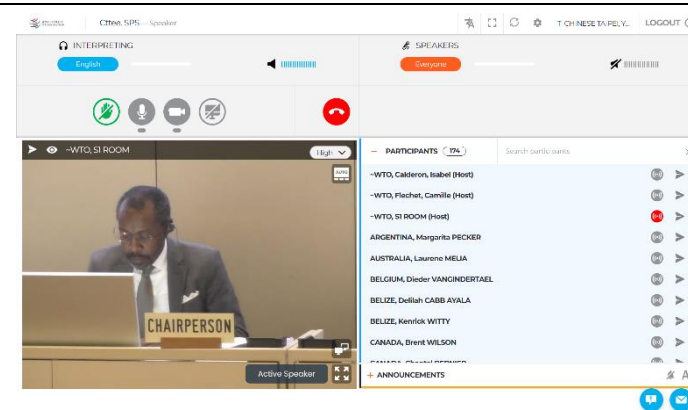 Cttee. SPS - Speaker
T CHINESE TAIPEI, Y...
LOGOUT
INTERPRETING
SPEAKERS
English
Everyone
~WTO, S1 ROOM
High
PARTICIPANTS
174
Search participants
~WTO, Calderon, Isabel (Host)
~WTO, Flechet, Camille (Host)
~WTO, S1 ROOM (Host)
ARGENTINA, Margarita PECKER
AUSTRALIA, Laurene MELIA
BELGIUM, Dieder VANGINDERTAEL
BELIZE, Delilah CABB AYALA
BELIZE, Kenrick WITTY
CANADA, Brent WILSON
CHAIRPERSON
Active Speaker
+ ANNOUNCEMENTS